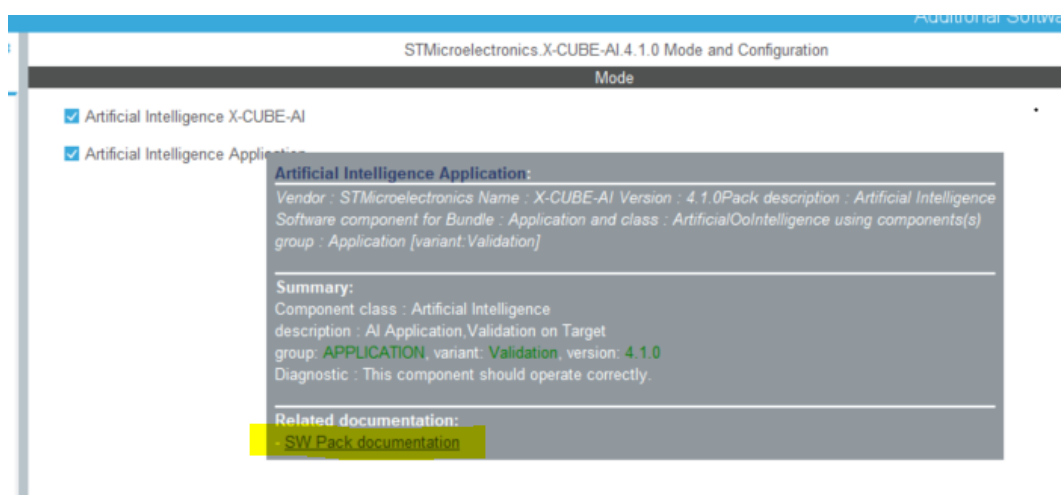 Additional Softwa
STMicroelectronics.X-CUBE-AI.4.1.0 Mode and Configuration
Mode
Artificial Intelligence X-CUBE-AI
Artificial Intelligence Application
Artificial Intelligence Application:
Vendor : STMicroelectronics Name : X-CUBE-AI Version : 4.1.0Pack description : Artificial Intelligence
Software component for Bundle : Application and class : ArtificialOoIntelligence using components(s)
group : Application [variant:Validation]
Summary:
Component class : Artificial Intelligence
description : AI Application,Validation on Target
group: APPLICATION, variant: Validation, version: 4.1.0
Diagnostic : This component should operate correctly.
Related documentation:
- SW Pack documentation